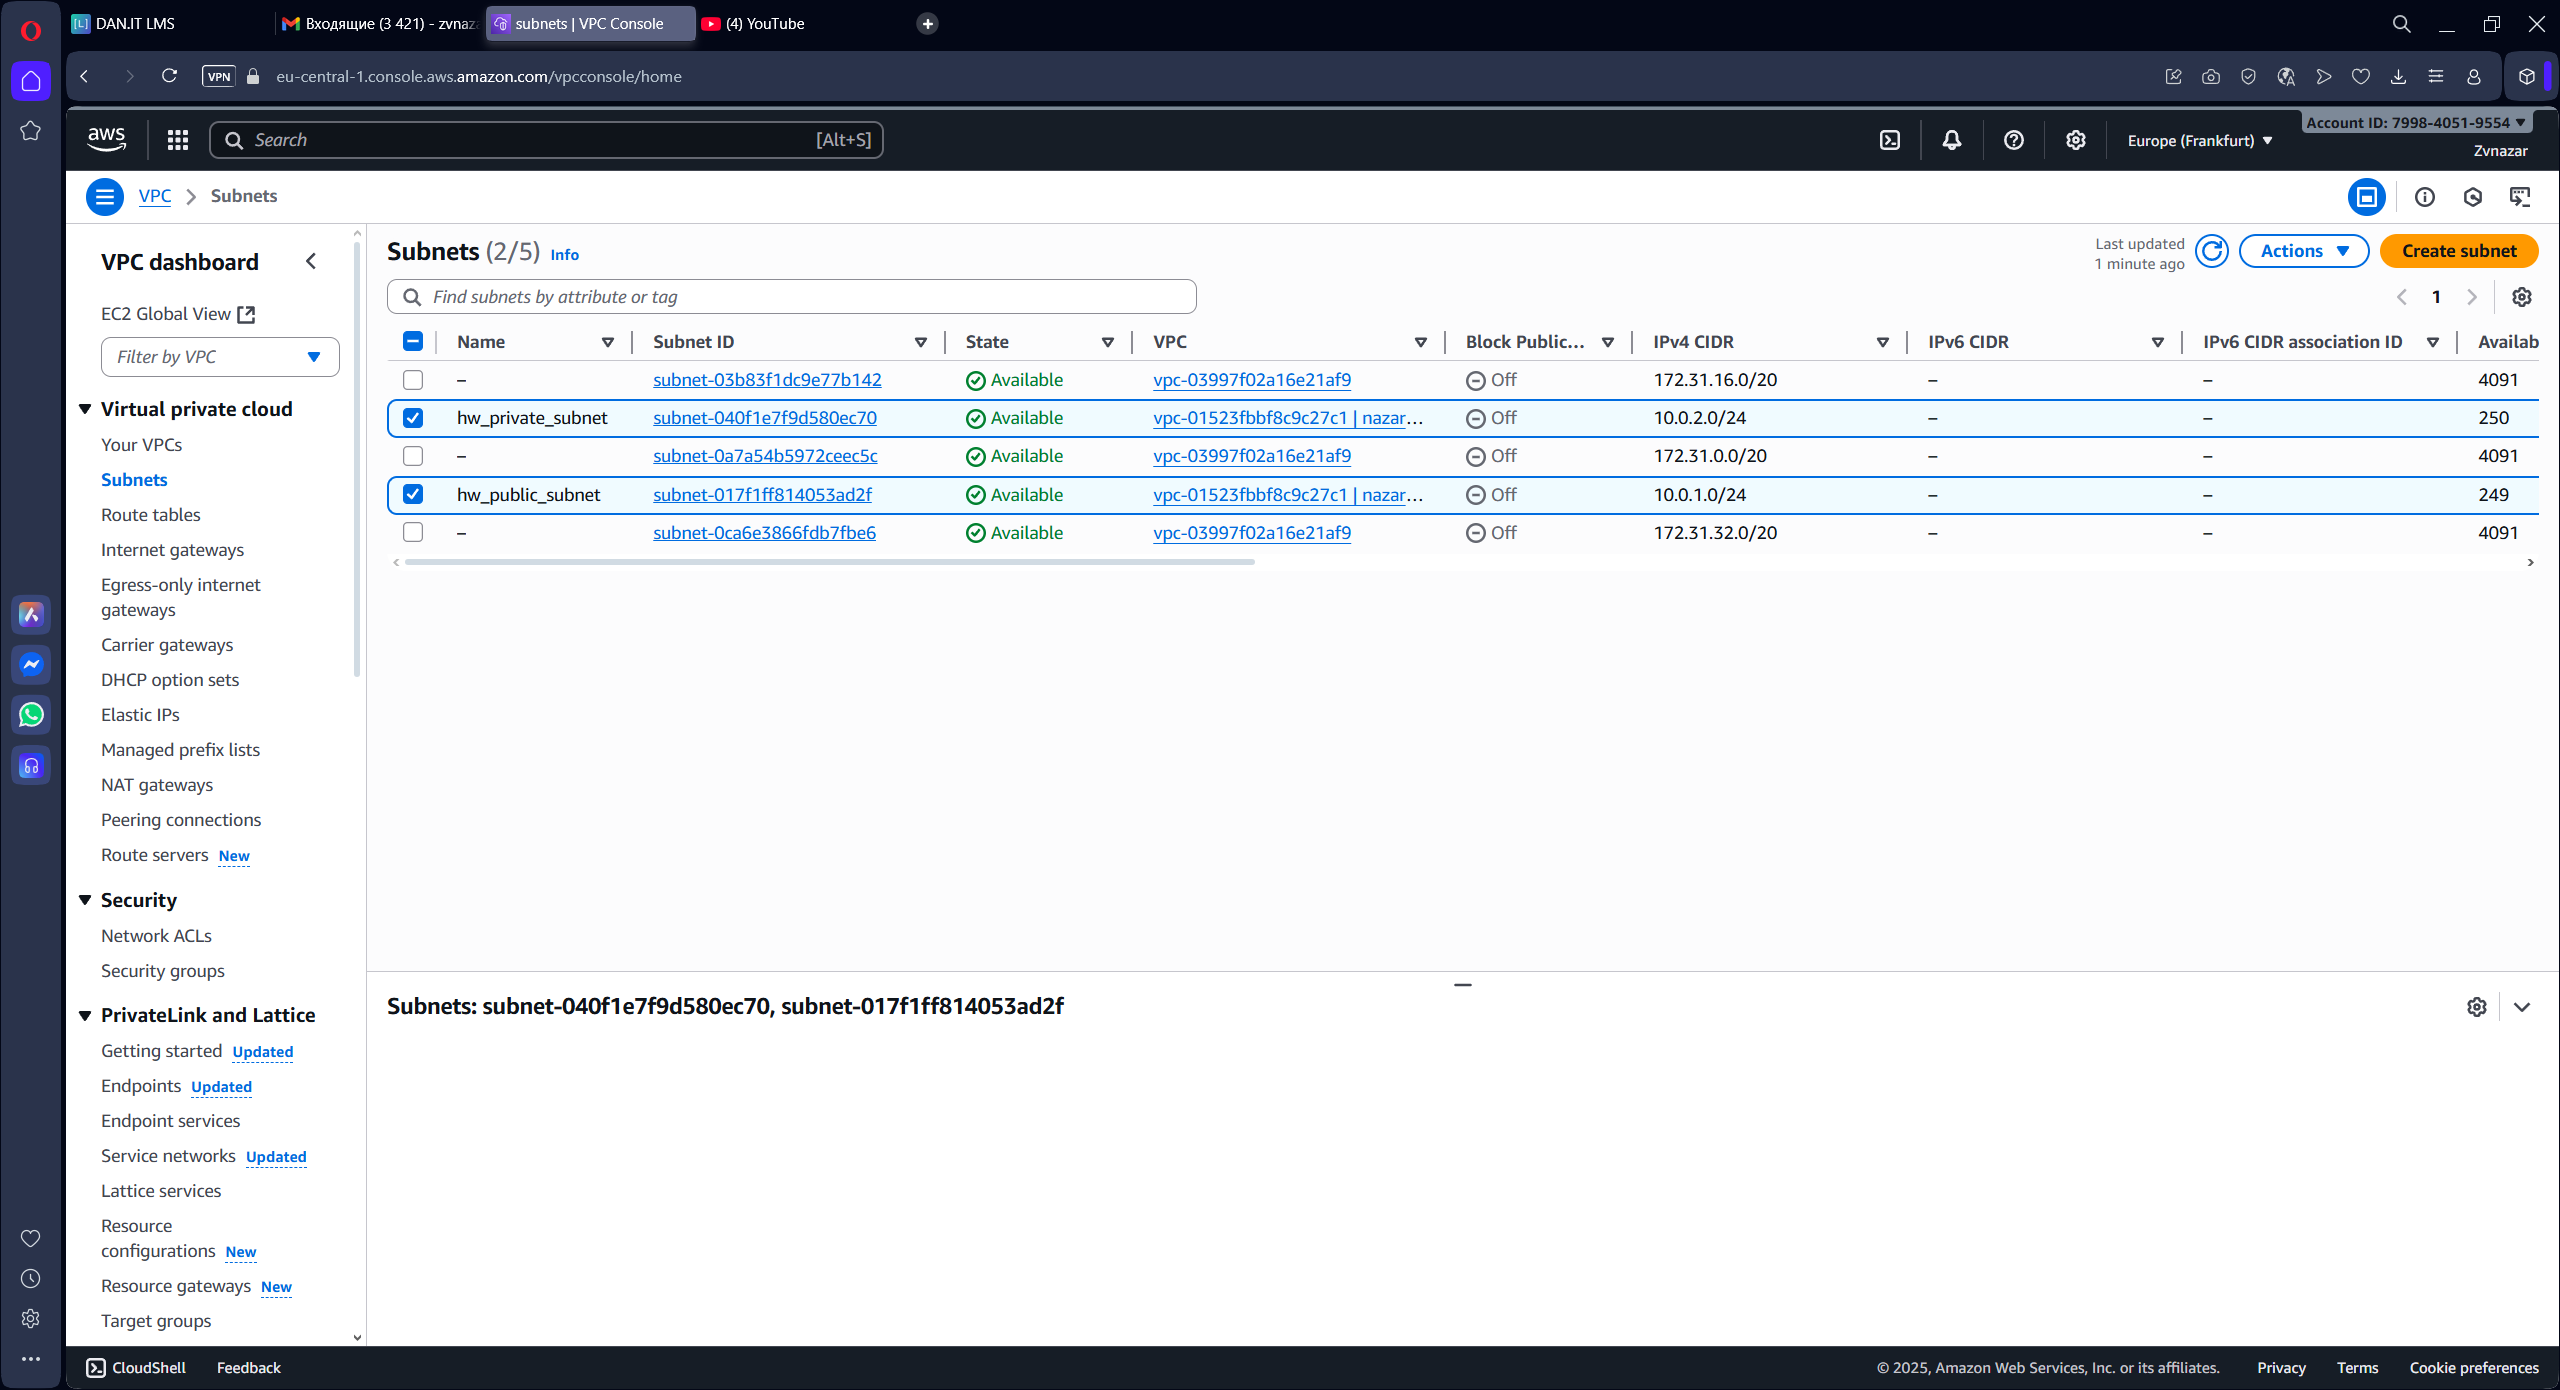 DAN.IT LMS
Входящие (3 421) - zvnaz
subnets | VPC Console
(4) YouTube
VPN
eu-central-1.console.aws.amazon.com/vpcconsole/home
aws
Search
[Alt+S]
Europe (Frankfurt)
Account ID: 7998-4051-9554
Zvnazar
VPC
Subnets
VPC dashboard
EC2 Global View
Filter by VPC
Virtual private cloud
Your VPCs
Subnets
Route tables
Internet gateways
Egress-only internet
gateways
Carrier gateways
DHCP option sets
Elastic IPs
Managed prefix lists
NAT gateways
Peering connections
Route servers New
Security
Network ACLs
Security groups
PrivateLink and Lattice
Getting started Updated
Endpoints Updated
Endpoint services
Service networks Updated
Lattice services
Resource
configurations New
Resource gateways New
Target groups
Subnets (2/5) Info
Last updated
1 minute ago
Actions
Create subnet
Find subnets by attribute or tag
1
Name Subnet ID State VPC Block Public... IPv4 CIDR IPv6 CIDR IPv6 CIDR association ID Availab
– subnet-03b83f1dc9e77b142 Available vpc-03997f02a16e21af9 Off 172.31.16.0/20 – – 4091
hw_private_subnet subnet-040f1e7f9d580ec70 Available vpc-01523fbbf8c9c27c1 | nazar... Off 10.0.2.0/24 – – 250
– subnet-0a7a54b5972ceec5c Available vpc-03997f02a16e21af9 Off 172.31.0.0/20 – – 4091
hw_public_subnet subnet-017f1ff814053ad2f Available vpc-01523fbbf8c9c27c1 | nazar... Off 10.0.1.0/24 – – 249
– subnet-0ca6e3866fdb7fbe6 Available vpc-03997f02a16e21af9 Off 172.31.32.0/20 – – 4091
Subnets: subnet-040f1e7f9d580ec70, subnet-017f1ff814053ad2f
CloudShell
Feedback
© 2025, Amazon Web Services, Inc. or its affiliates.
Privacy
Terms
Cookie preferences